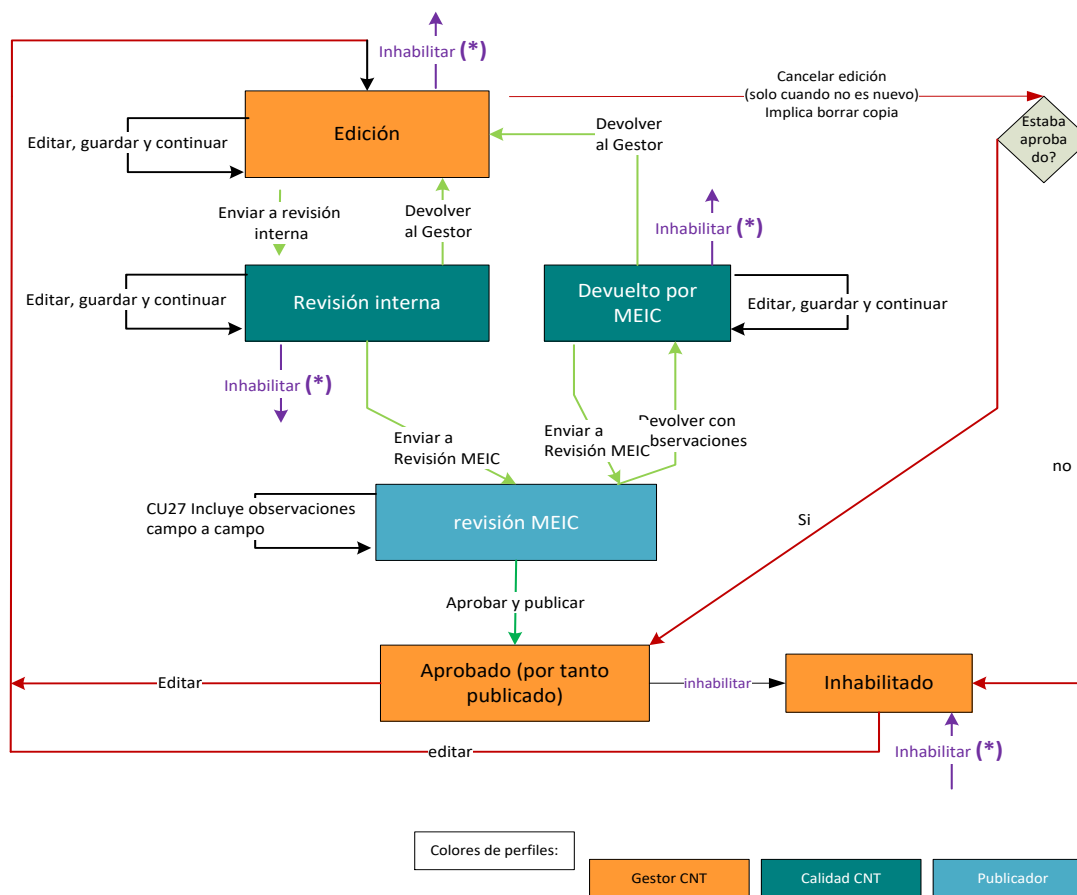 Inhabilitar (*)
Cancelar edición
(solo cuando no es nuevo)
Implica borrar copia
Estaba
aproba
do?
Edición
Devolver
al Gestor
Editar, guardar y continuar
Enviar a revisión
interna
Devolver
al Gestor
Inhabilitar (*)
Editar, guardar y continuar
Revisión interna
Devuelto por
MEIC
Editar, guardar y continuar
Inhabilitar (*)
Enviar a
Revisión MEIC
Enviar a
Revisión MEIC
Devolver con
observaciones
no
CU27 Incluye observaciones
campo a campo
revisión MEIC
Si
Aprobar y publicar
Editar
Aprobado (por tanto
publicado)
inhabilitar
Inhabilitado
editar
Inhabilitar (*)
Colores de perfiles:
Gestor CNT
Calidad CNT
Publicador